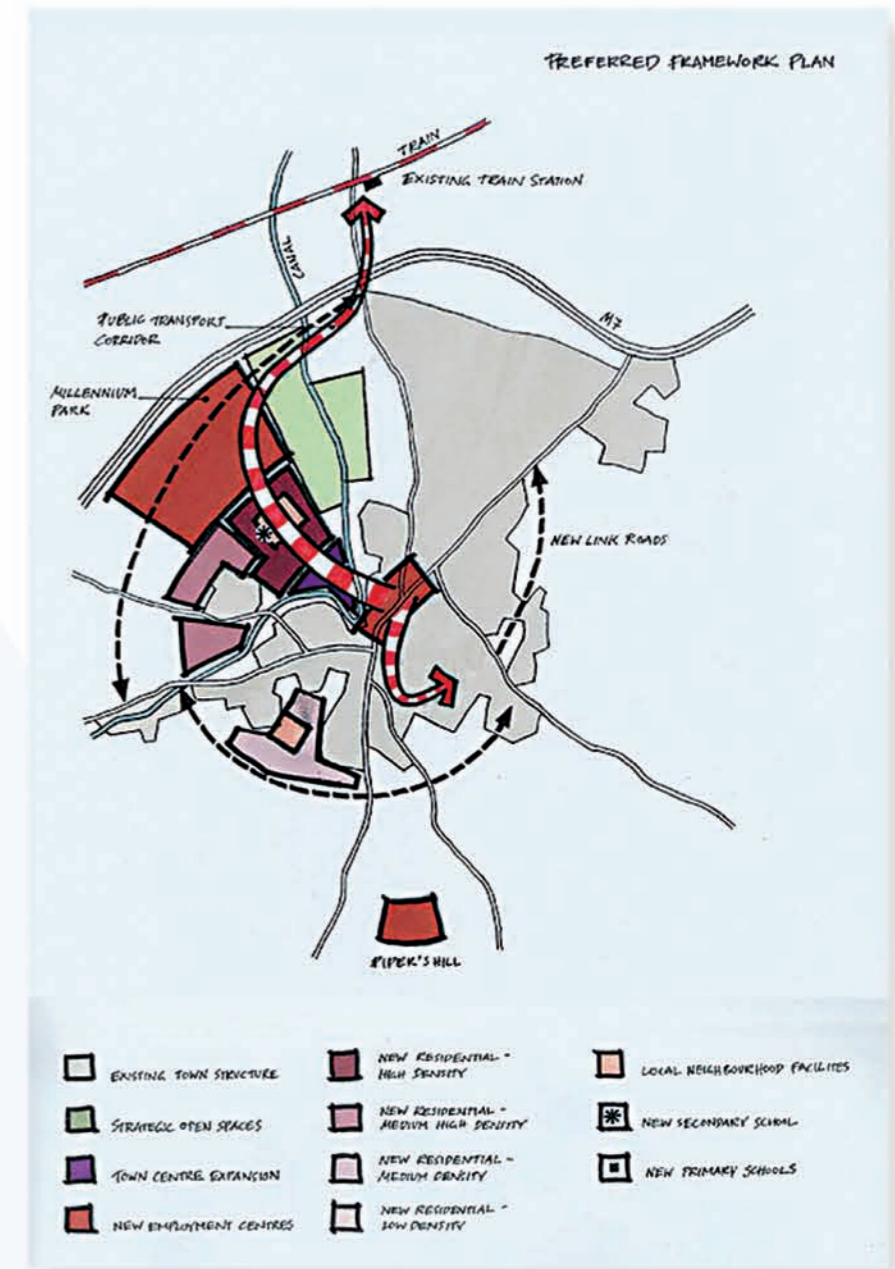 PREFERRED FRAMEWORK PLAN
TRAIN
EXISTING TRAIN STATION
CANAL
M7
PUBLIC TRANSPORT
CORRIDOR
MILLENNIUM
PARK
NEW LINK ROADS
PIPER'S HILL
EXISTING TOWN STRUCTURE
STRATEGIC OPEN SPACES
TOWN CENTRE EXPANSION
NEW EMPLOYMENT CENTRES
NEW RESIDENTIAL -
HIGH DENSITY
NEW RESIDENTIAL -
MEDIUM HIGH DENSITY
NEW RESIDENTIAL -
MEDIUM DENSITY
NEW RESIDENTIAL -
LOW DENSITY
LOCAL NEIGHBOURHOOD FACILITES
NEW SECONDARY SCHOOL
NEW PRIMARY SCHOOLS